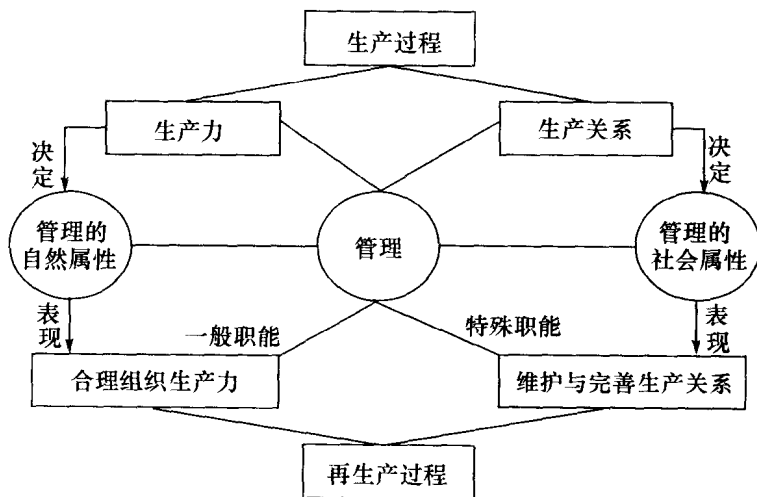 生产过程
生产力
生产关系
决定
决定
管理的
自然属性
管理
管理的
社会属性
表现
一般职能
特殊职能
表现
合理组织生产力
维护与完善生产关系
再生产过程